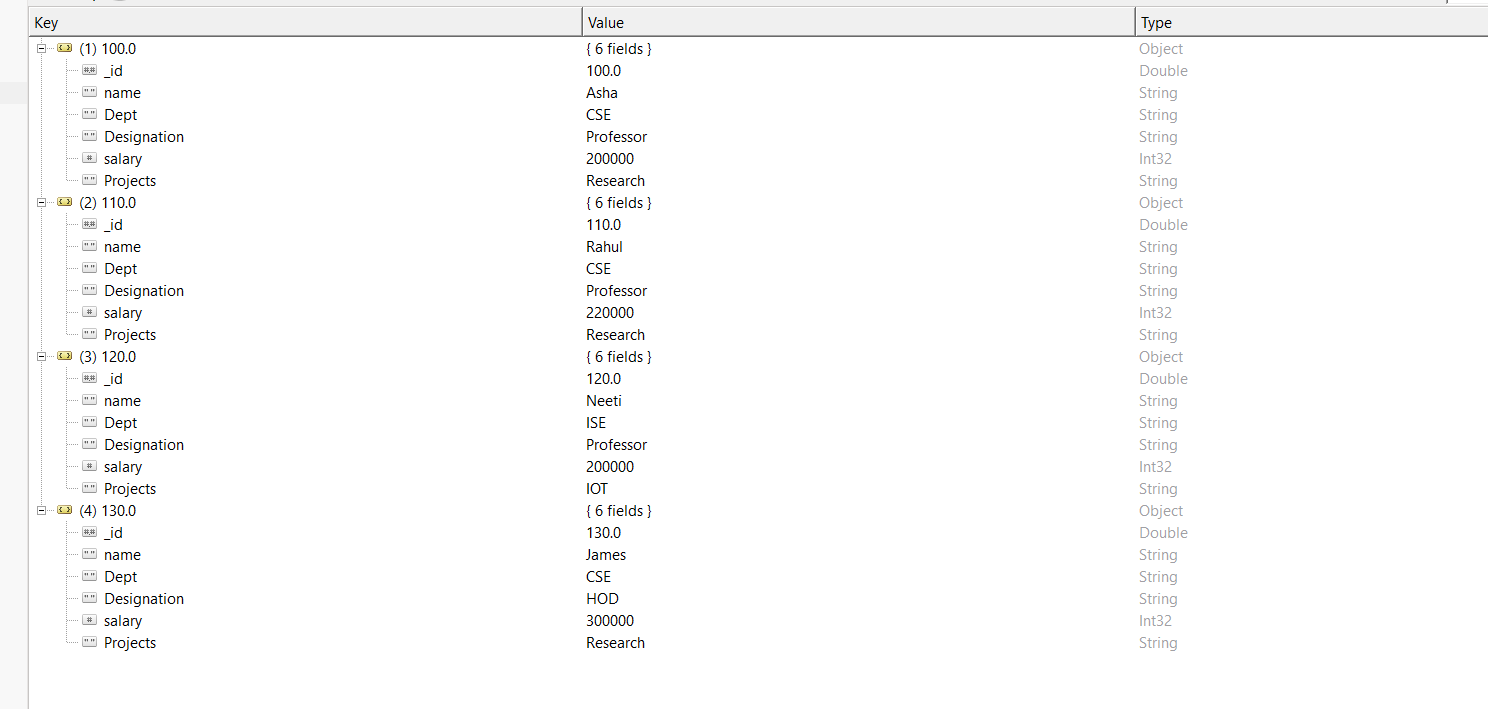 Key Value Type
(1) 100.0 { 6 fields } Object
_id 100.0 Double
name Asha String
Dept CSE String
Designation Professor String
salary 200000 Int32
Projects Research String
(2) 110.0 { 6 fields } Object
_id 110.0 Double
name Rahul String
Dept CSE String
Designation Professor String
salary 220000 Int32
Projects Research String
(3) 120.0 { 6 fields } Object
_id 120.0 Double
name Neeti String
Dept ISE String
Designation Professor String
salary 200000 Int32
Projects IOT String
(4) 130.0 { 6 fields } Object
_id 130.0 Double
name James String
Dept CSE String
Designation HOD String
salary 300000 Int32
Projects Research String